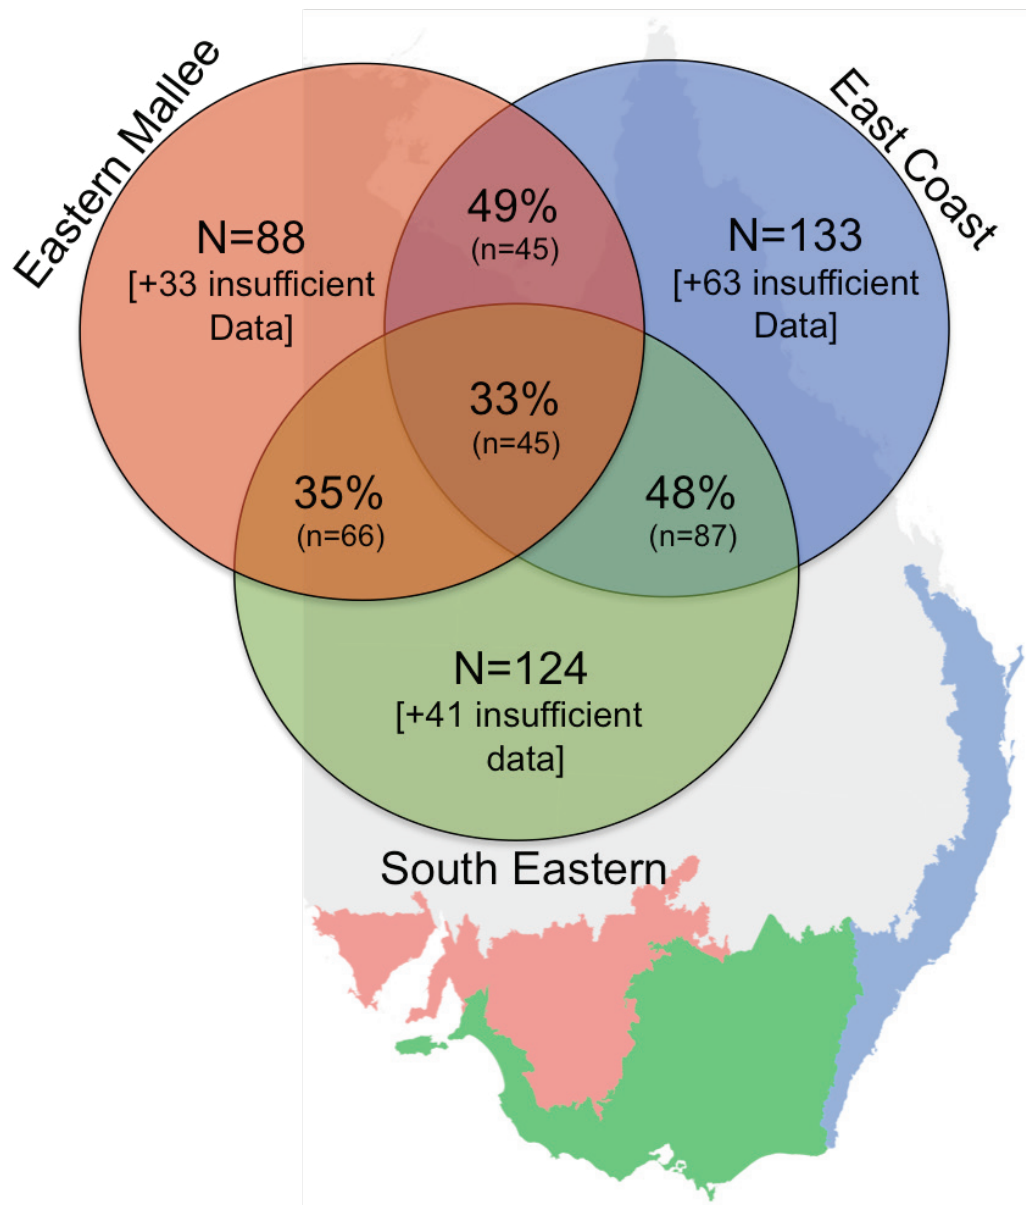 Eastern Mallee
East Coast
N=88
[+33 insufficient
Data]
49%
(n=45)
N=133
[+63 insufficient
Data]
33%
(n=45)
35%
(n=66)
48%
(n=87)
N=124
[+41 insufficient
data]
South Eastern